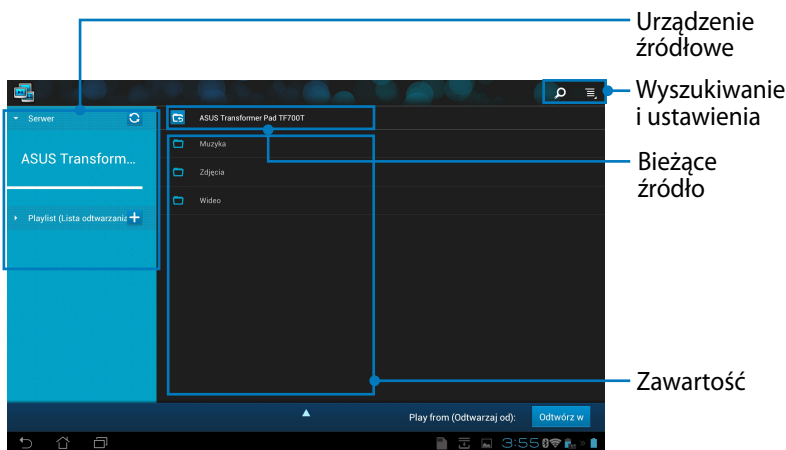 Urządzenie
źródłowe
Wyszukiwanie
i ustawienia
Serwer
ASUS Transformer Pad TF700T
Muzyka
ASUS Transform...
Zdjęcia
Bieżące
źródło
Wideo
Playlist (Lista odtwarzania
Zawartość
Play from (Odtwarzaj od):
Odtwórz w
3:55